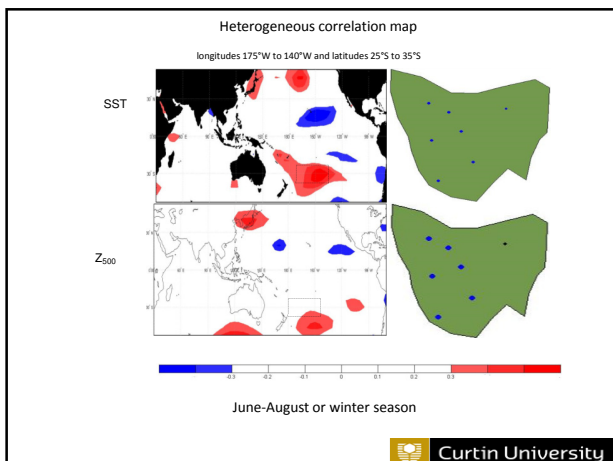 Heterogeneous correlation map
longitudes 175°W to 140°W and latitudes 25°S to 35°S
SST
Z500
-0.3 -0.2 -0.1 0 0.1 0.2 0.3
June-August or winter season
Curtin University